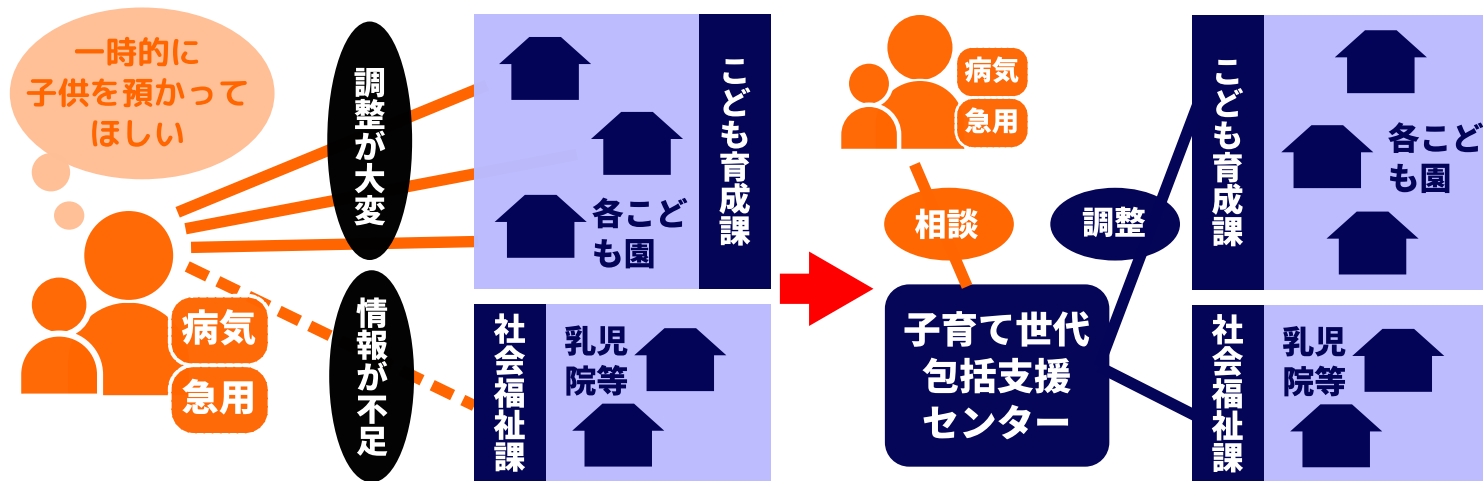 一時的に
子供を預かって
ほしい
病気
急用
調整が大変
情報が不足
各こど
も園
こども育成課
社会福祉課
乳児
院等
病気
急用
相談
調整
子育て世代
包括支援
センター
こども育成課
各こど
も園
社会福祉課
乳児
院等